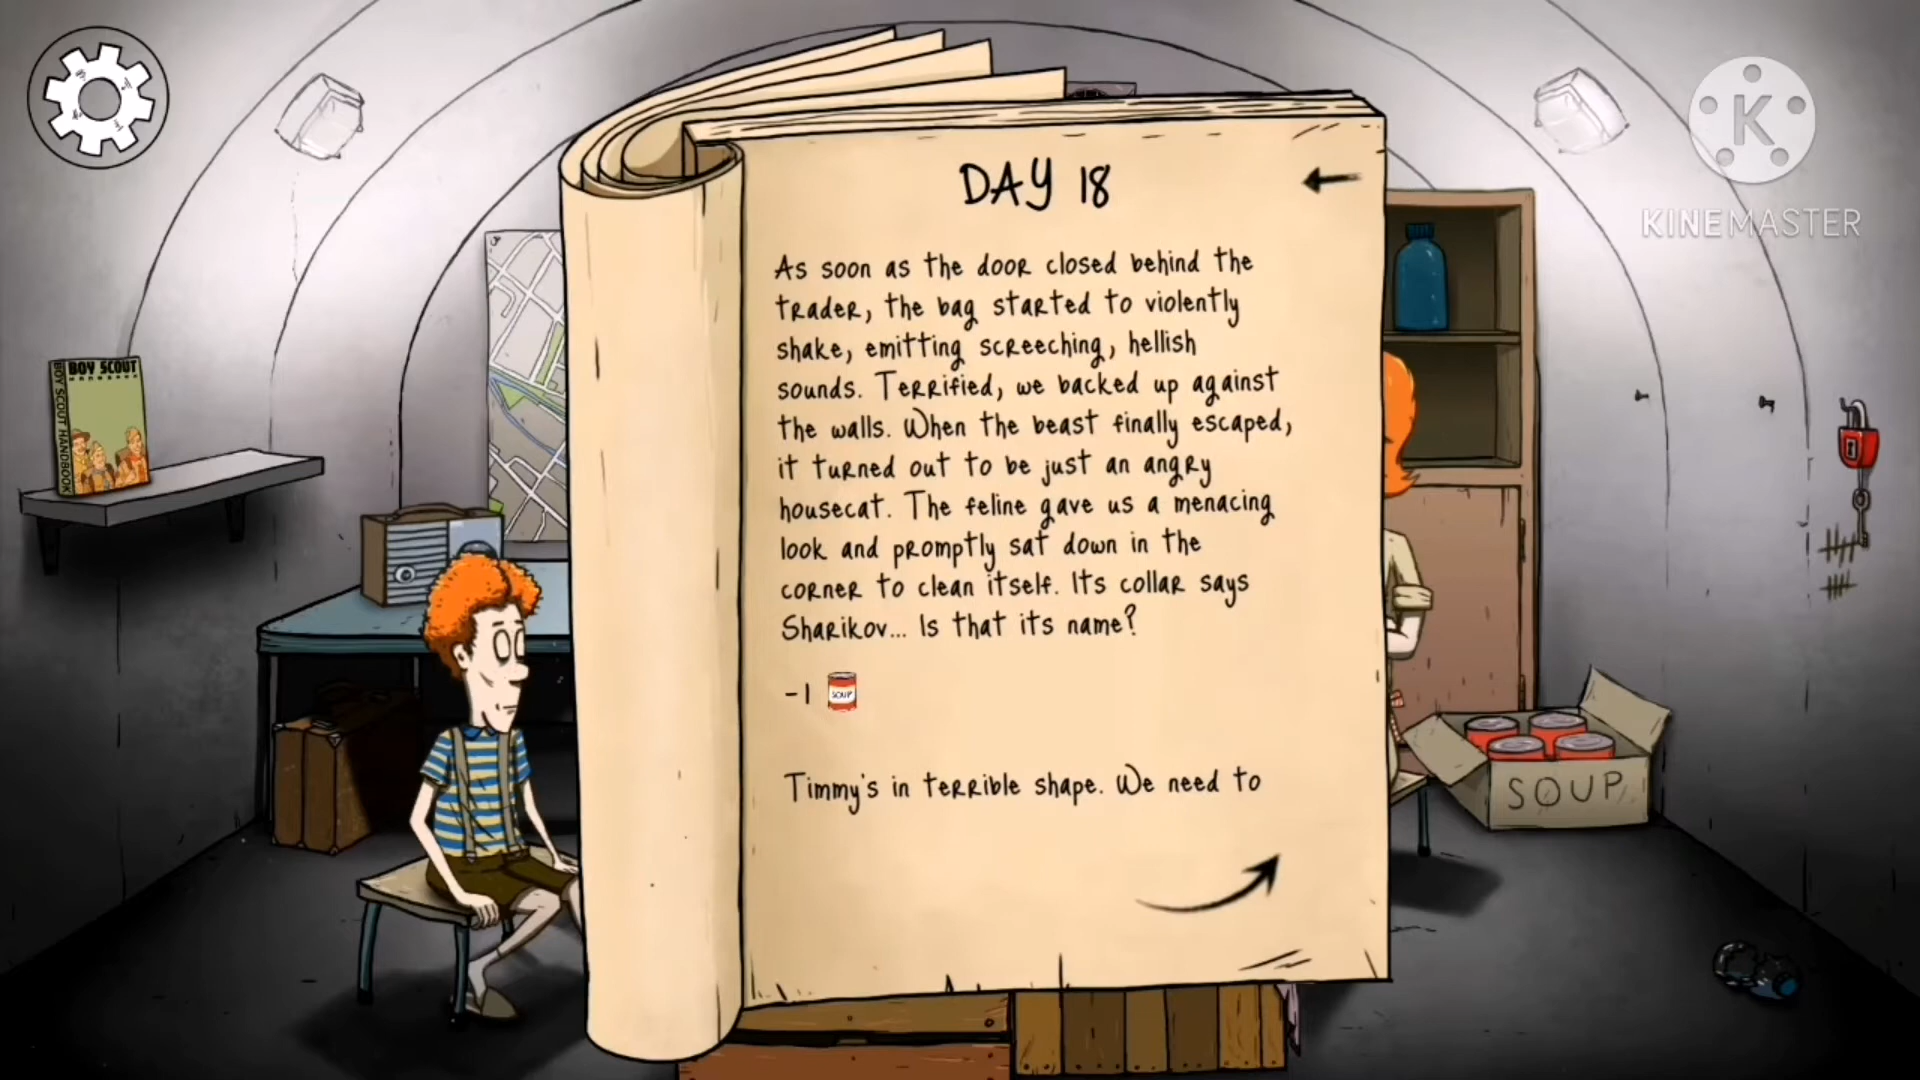 DAY 18
As soon as the door closed behind the
trader, the bag started to violently
shake, emitting screeching, hellish
sounds. Terrified, we backed up against
the walls. When the beast finally escaped,
it turned out to be just an angry
housecat. The feline gave us a menacing
look and promptly sat down in the
corner to clean itself. Its collar says
Sharikov... Is that its name?
-1 SOUP
Timmy's in terrible shape. We need to
BOY SCOUT
HANDBOOK
BOY SCOUT HANDBOOK
K
KINEMASTER
SOUP